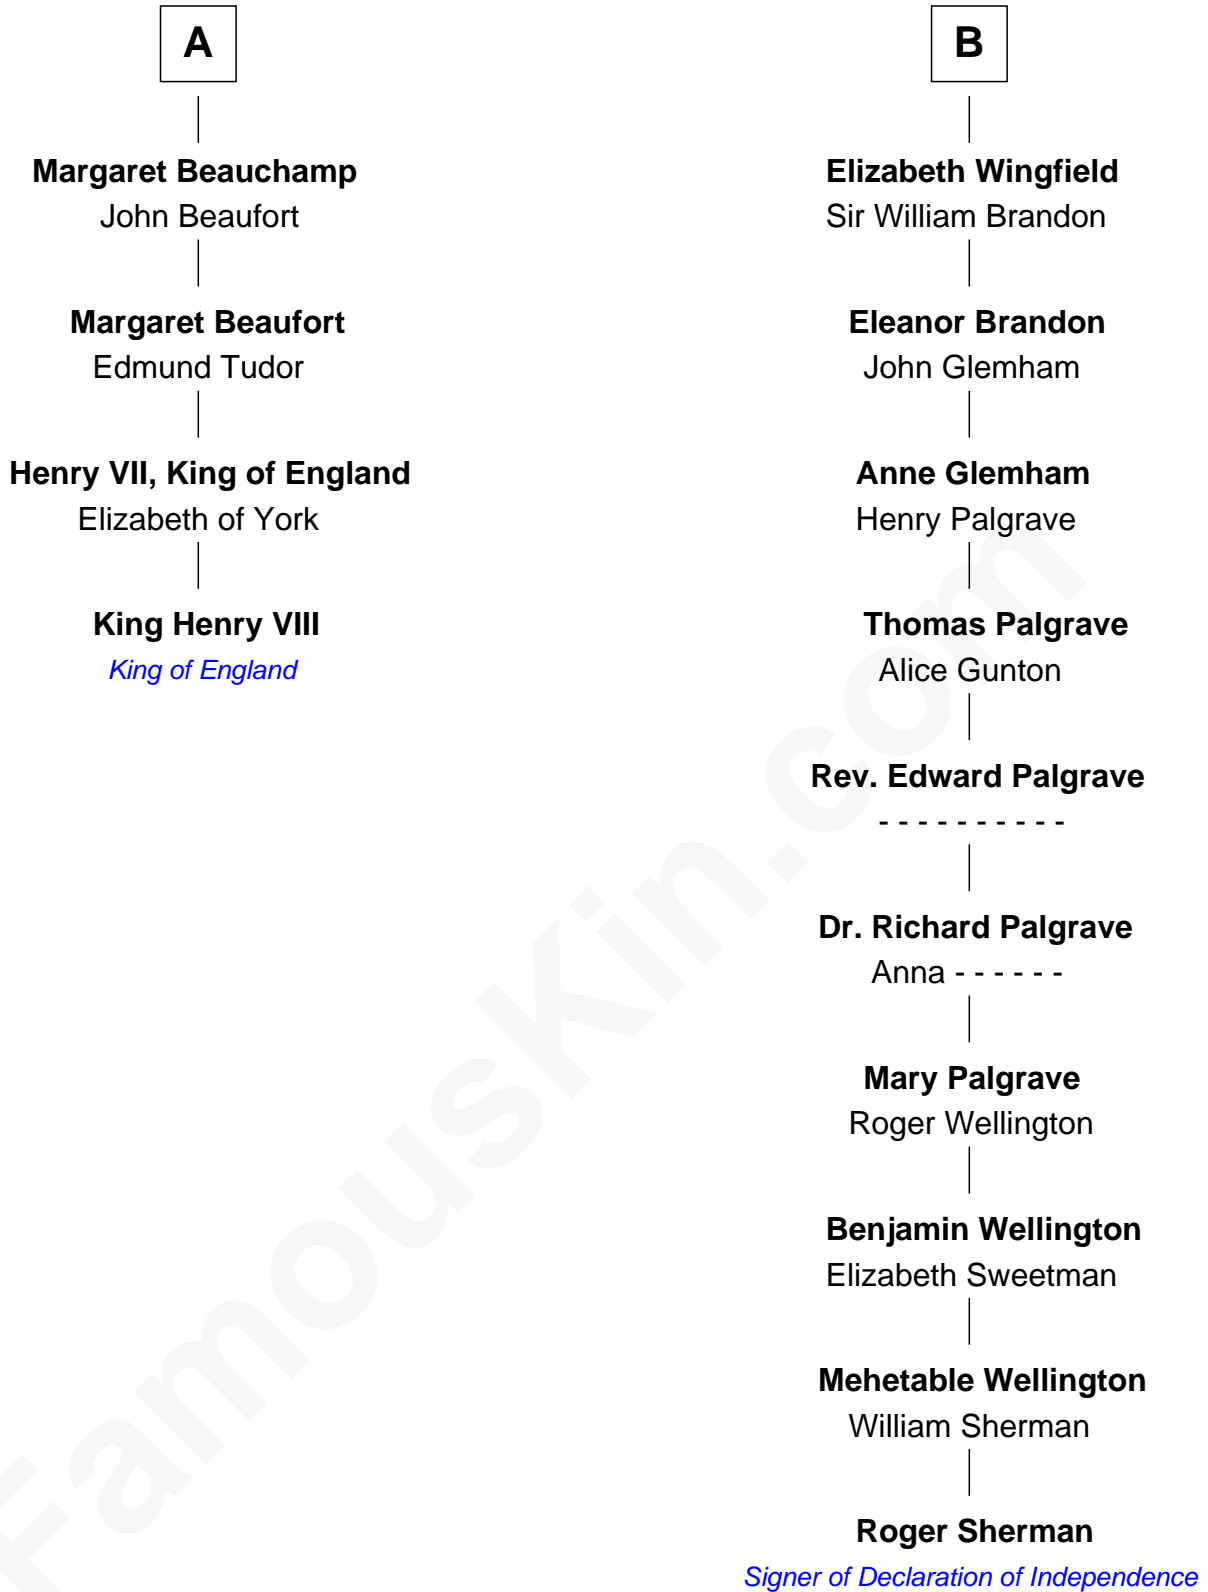 A
Margaret Beauchamp
John Beaufort
Margaret Beaufort
Edmund Tudor
Henry VII, King of England
Elizabeth of York
King Henry VIII
King of England
B
Elizabeth Wingfield
Sir William Brandon
Eleanor Brandon
John Glemham
Anne Glemham
Henry Palgrave
Thomas Palgrave
Alice Gunton
Rev. Edward Palgrave
- - - - - - - - - -
Dr. Richard Palgrave
Anna - - - - - -
Mary Palgrave
Roger Wellington
Benjamin Wellington
Elizabeth Sweetman
Mehetable Wellington
William Sherman
Roger Sherman
Signer of Declaration of Independence
FamousKin.com